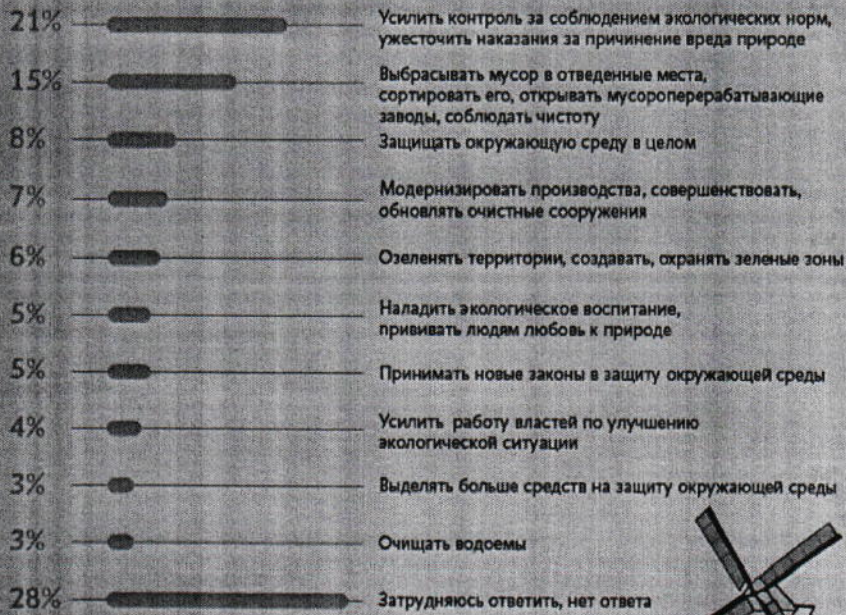 21% Усилить контроль за соблюдением экологических норм,
ужесточить наказания за причинение вреда природе
15% Выбрасывать мусор в отведенные места,
сортировать его, открывать мусороперерабатывающие
заводы, соблюдать чистоту
8% Защищать окружающую среду в целом
7% Модернизировать производства, совершенствовать,
обновлять очистные сооружения
6% Озеленять территории, создавать, охранять зеленые зоны
5% Наладить экологическое воспитание,
прививать людям любовь к природе
5% Принимать новые законы в защиту окружающей среды
4% Усилить работу властей по улучшению
экологической ситуации
3% Выделять больше средств на защиту окружающей среды
3% Очищать водоемы
28% Затрудняюсь ответить, нет ответа